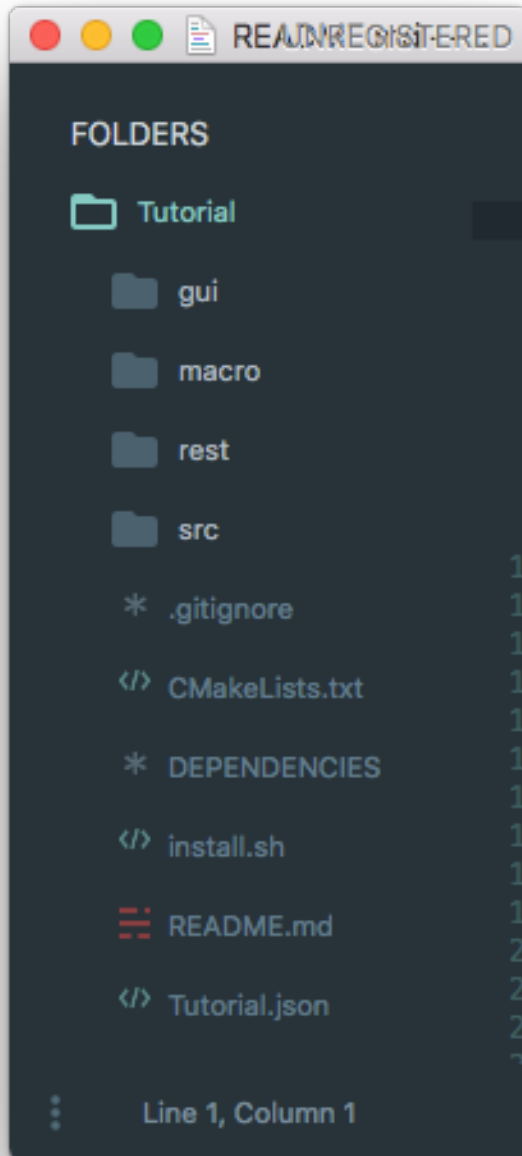 FOLDERS
Tutorial
gui
macro
rest
src
.gitignore
CMakeLists.txt
DEPENDENCIES
install.sh
README.md
Tutorial.json
Line 1, Column 1